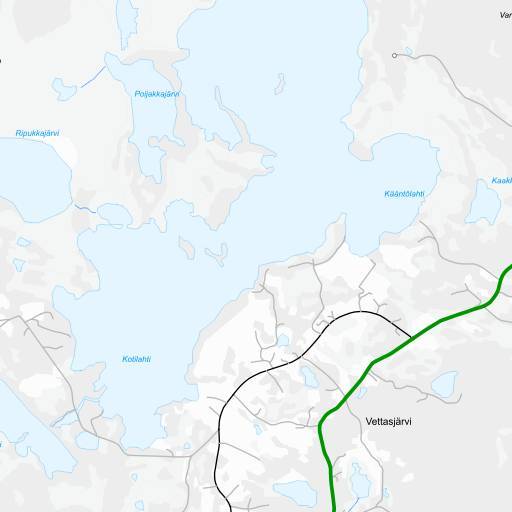 Poljakkajärvi
Ripukkajärvi
Kääntölahti
Kotilahti
Vettasjärvi